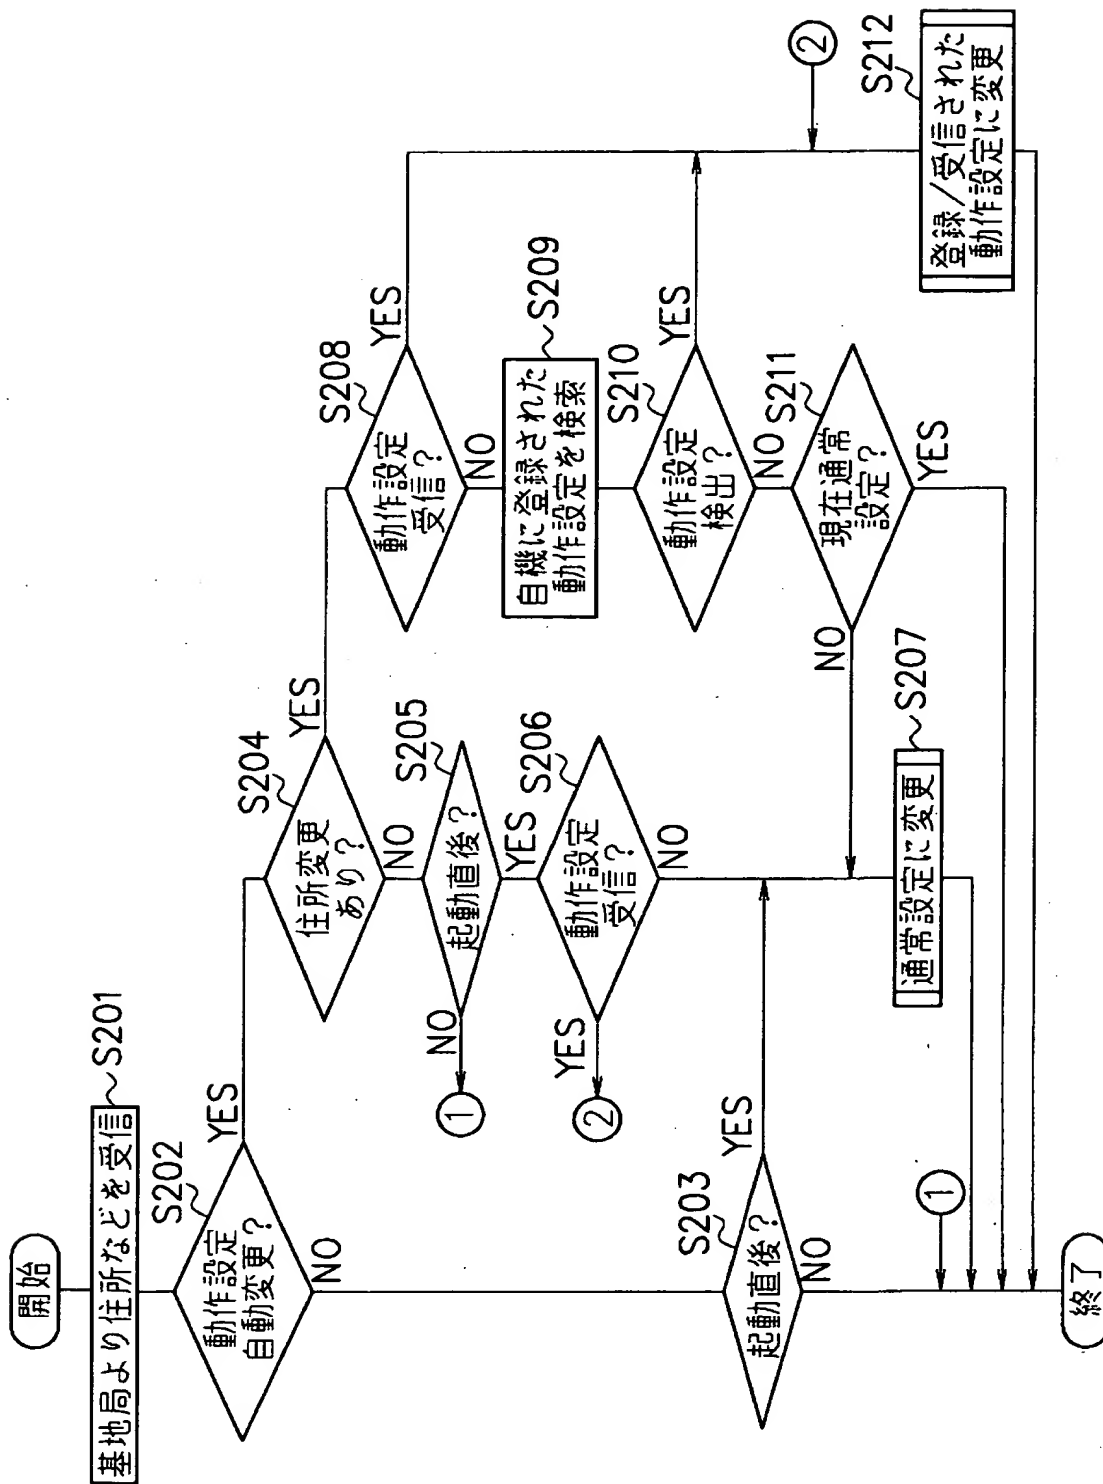 開始
基地局より住所などを受信
S201
動作設定
自動変更?
S202
YES
NO
起動直後?
S203
YES
NO
住所変更
あり?
S204
YES
NO
起動直後?
S205
NO
YES
①
動作設定
受信?
S206
YES
NO
②
通常設定に変更
S207
動作設定
受信?
S208
YES
NO
自機に登録された
動作設定を検索
S209
動作設定
検出?
S210
YES
NO
現在通常
設定?
S211
NO
YES
②
登録/受信された
動作設定に変更
S212
①
終了